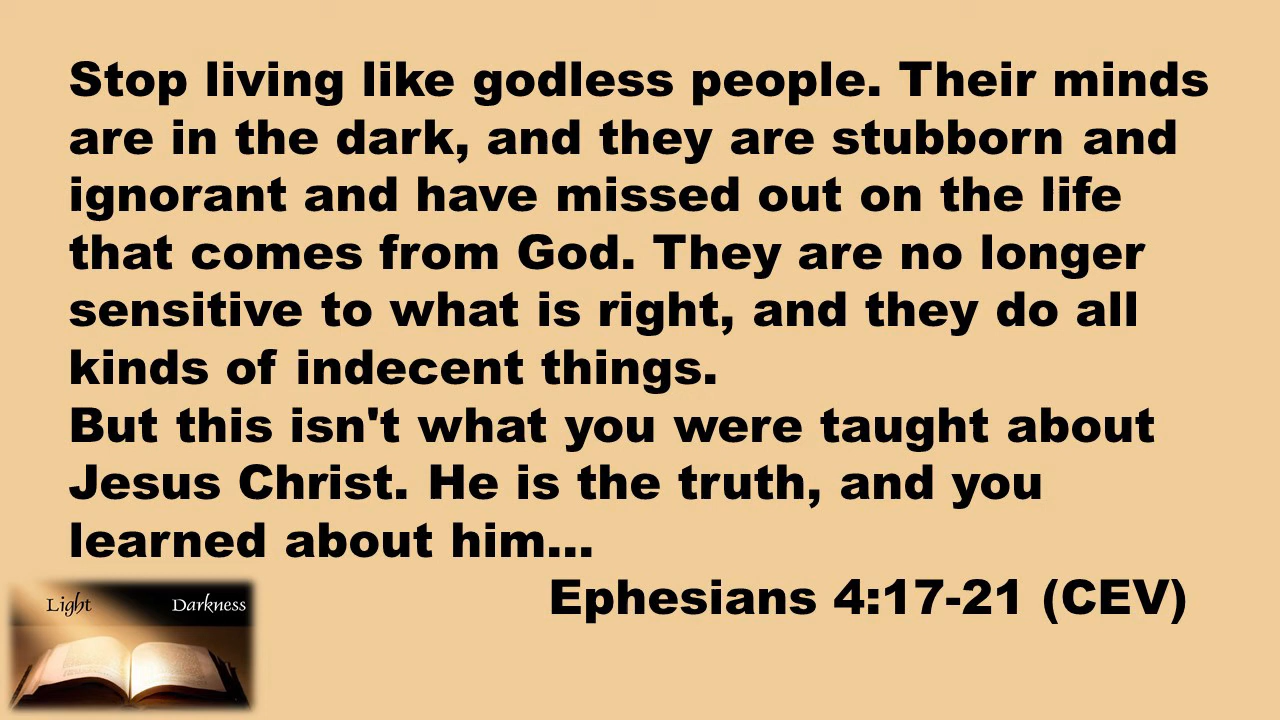 Stop living like godless people. Their minds
are in the dark, and they are stubborn and
ignorant and have missed out on the life
that comes from God. They are no longer
sensitive to what is right, and they do all
kinds of indecent things.
But this isn't what you were taught about
Jesus Christ. He is the truth, and you
learned about him...
Ephesians 4:17-21 (CEV)
Light Darkness